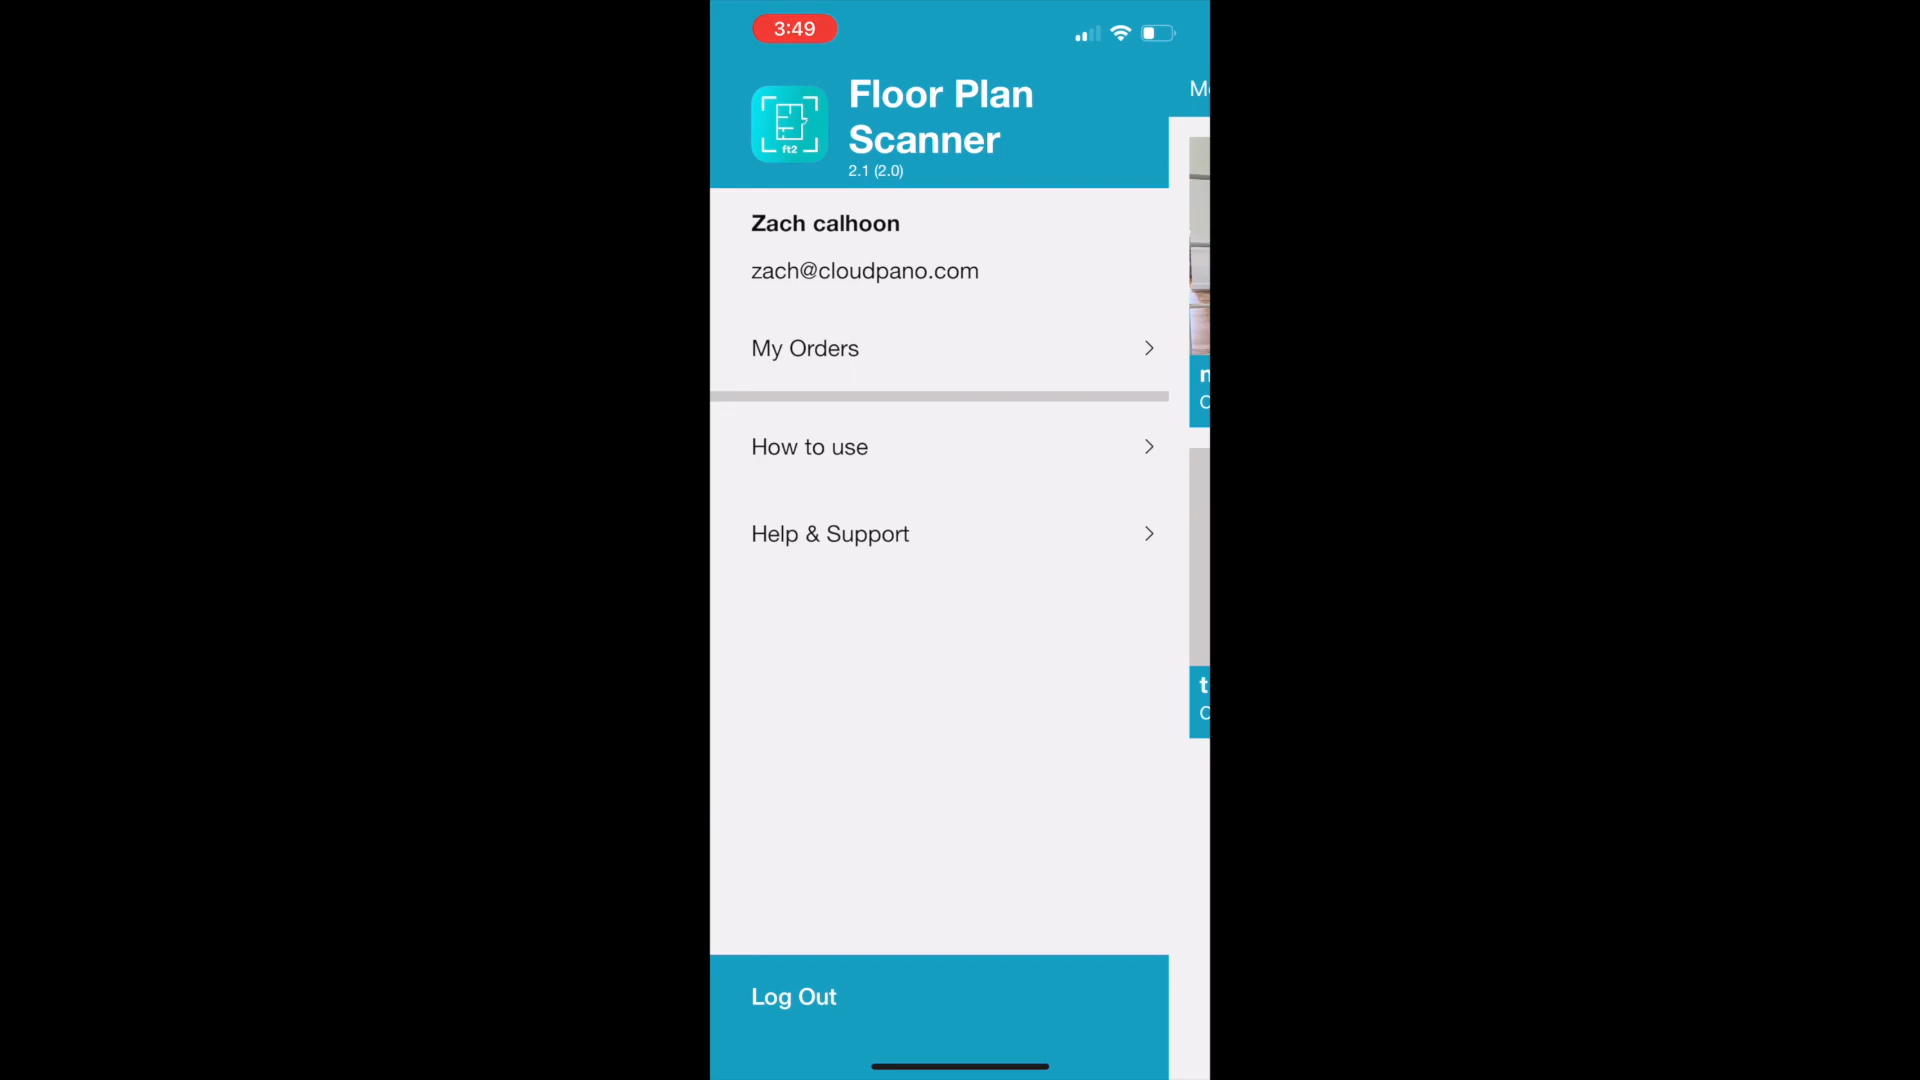 3:49
Floor Plan
Scanner
2.1 (2.0)
ft2
Zach calhoon
zach@cloudpano.com
My Orders
How to use
Help & Support
Log Out